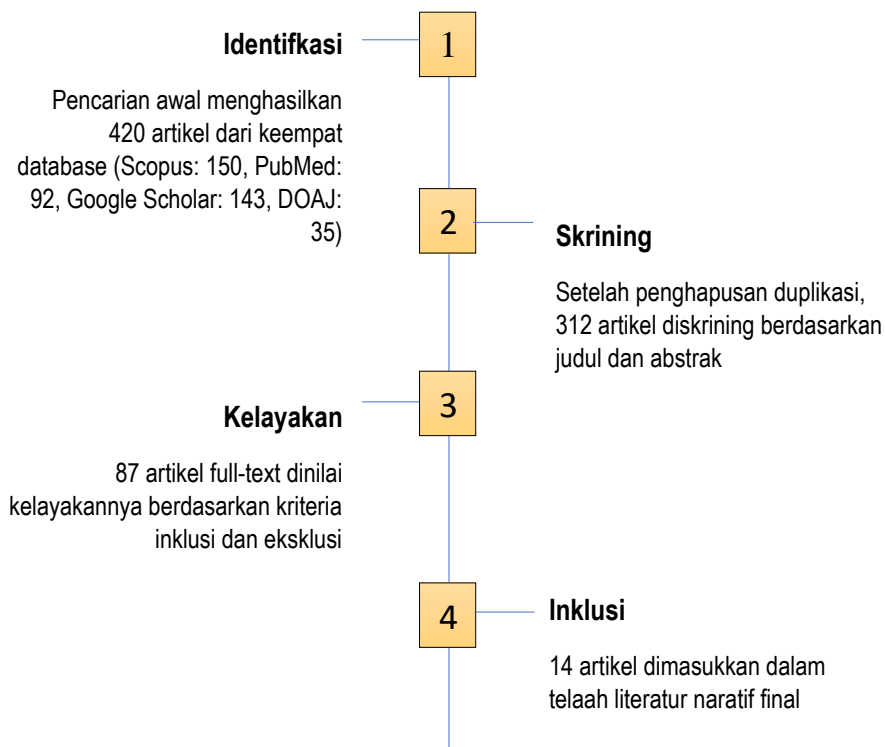 1
Identifkasi
Pencarian awal menghasilkan
420 artikel dari keempat
database (Scopus: 150, PubMed:
92, Google Scholar: 143, DOAJ:
35)
2
Skrining
Setelah penghapusan duplikasi,
312 artikel diskrining berdasarkan
judul dan abstrak
3
Kelayakan
87 artikel full-text dinilai
kelayakannya berdasarkan kriteria
inklusi dan eksklusi
4
Inklusi
14 artikel dimasukkan dalam
telaah literatur naratif final